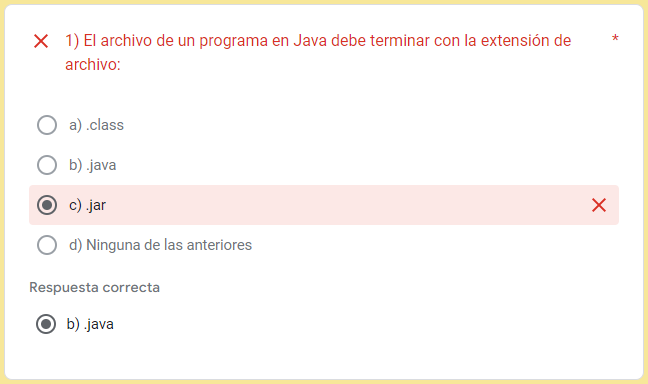 1) El archivo de un programa en Java debe terminar con la extensión de *
archivo:
a) .class
b) .java
c) .jar
d) Ninguna de las anteriores
Respuesta correcta
b) .java